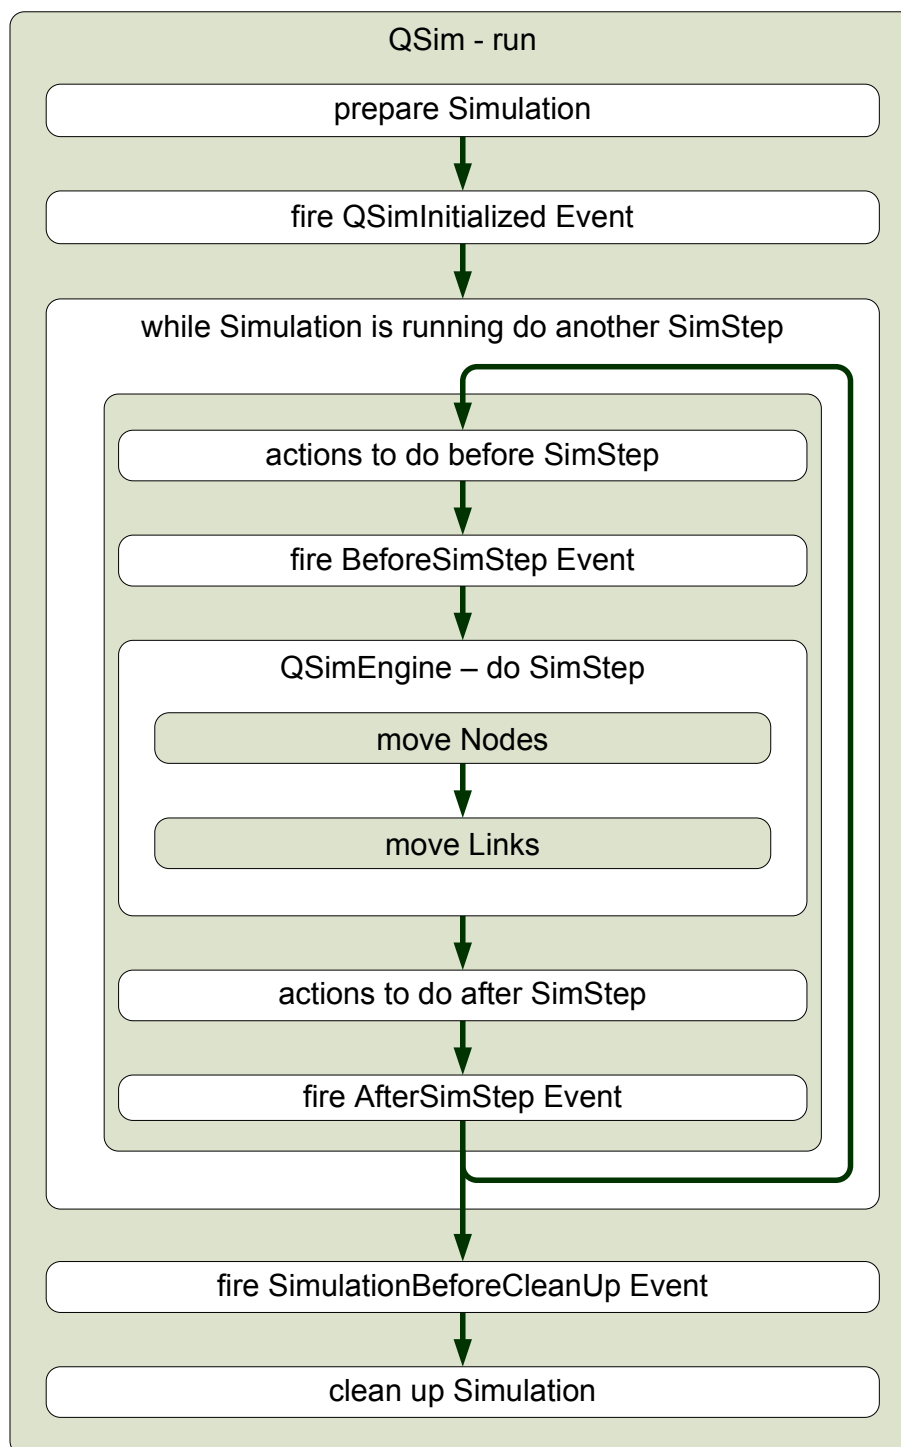 QSim - run
prepare Simulation
fire QSimInitialized Event
while Simulation is running do another SimStep
actions to do before SimStep
fire BeforeSimStep Event
QSimEngine – do SimStep
move Nodes
move Links
actions to do after SimStep
fire AfterSimStep Event
fire SimulationBeforeCleanUp Event
clean up Simulation